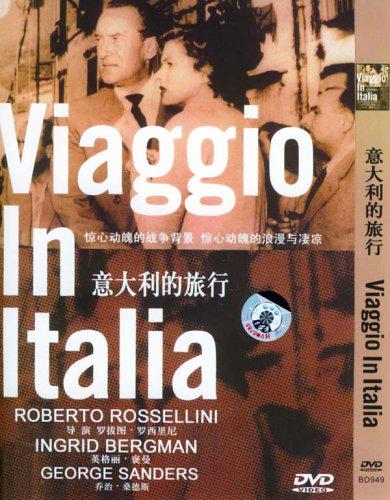 Viaggio
惊心动魄的战争背景 惊心动魄的浪漫与凄凉
In
意大利的旅行
Italia
ROBERTO ROSSELLINI
导 演 罗拔图·罗西里尼
INGRID BERGMAN
英格丽·褒曼
GEORGE SANDERS
乔治·桑德斯
DVD
VIDEO
Viaggio
In
Italia
意大利的旅行
Viaggio In Italia
DVD
BD949